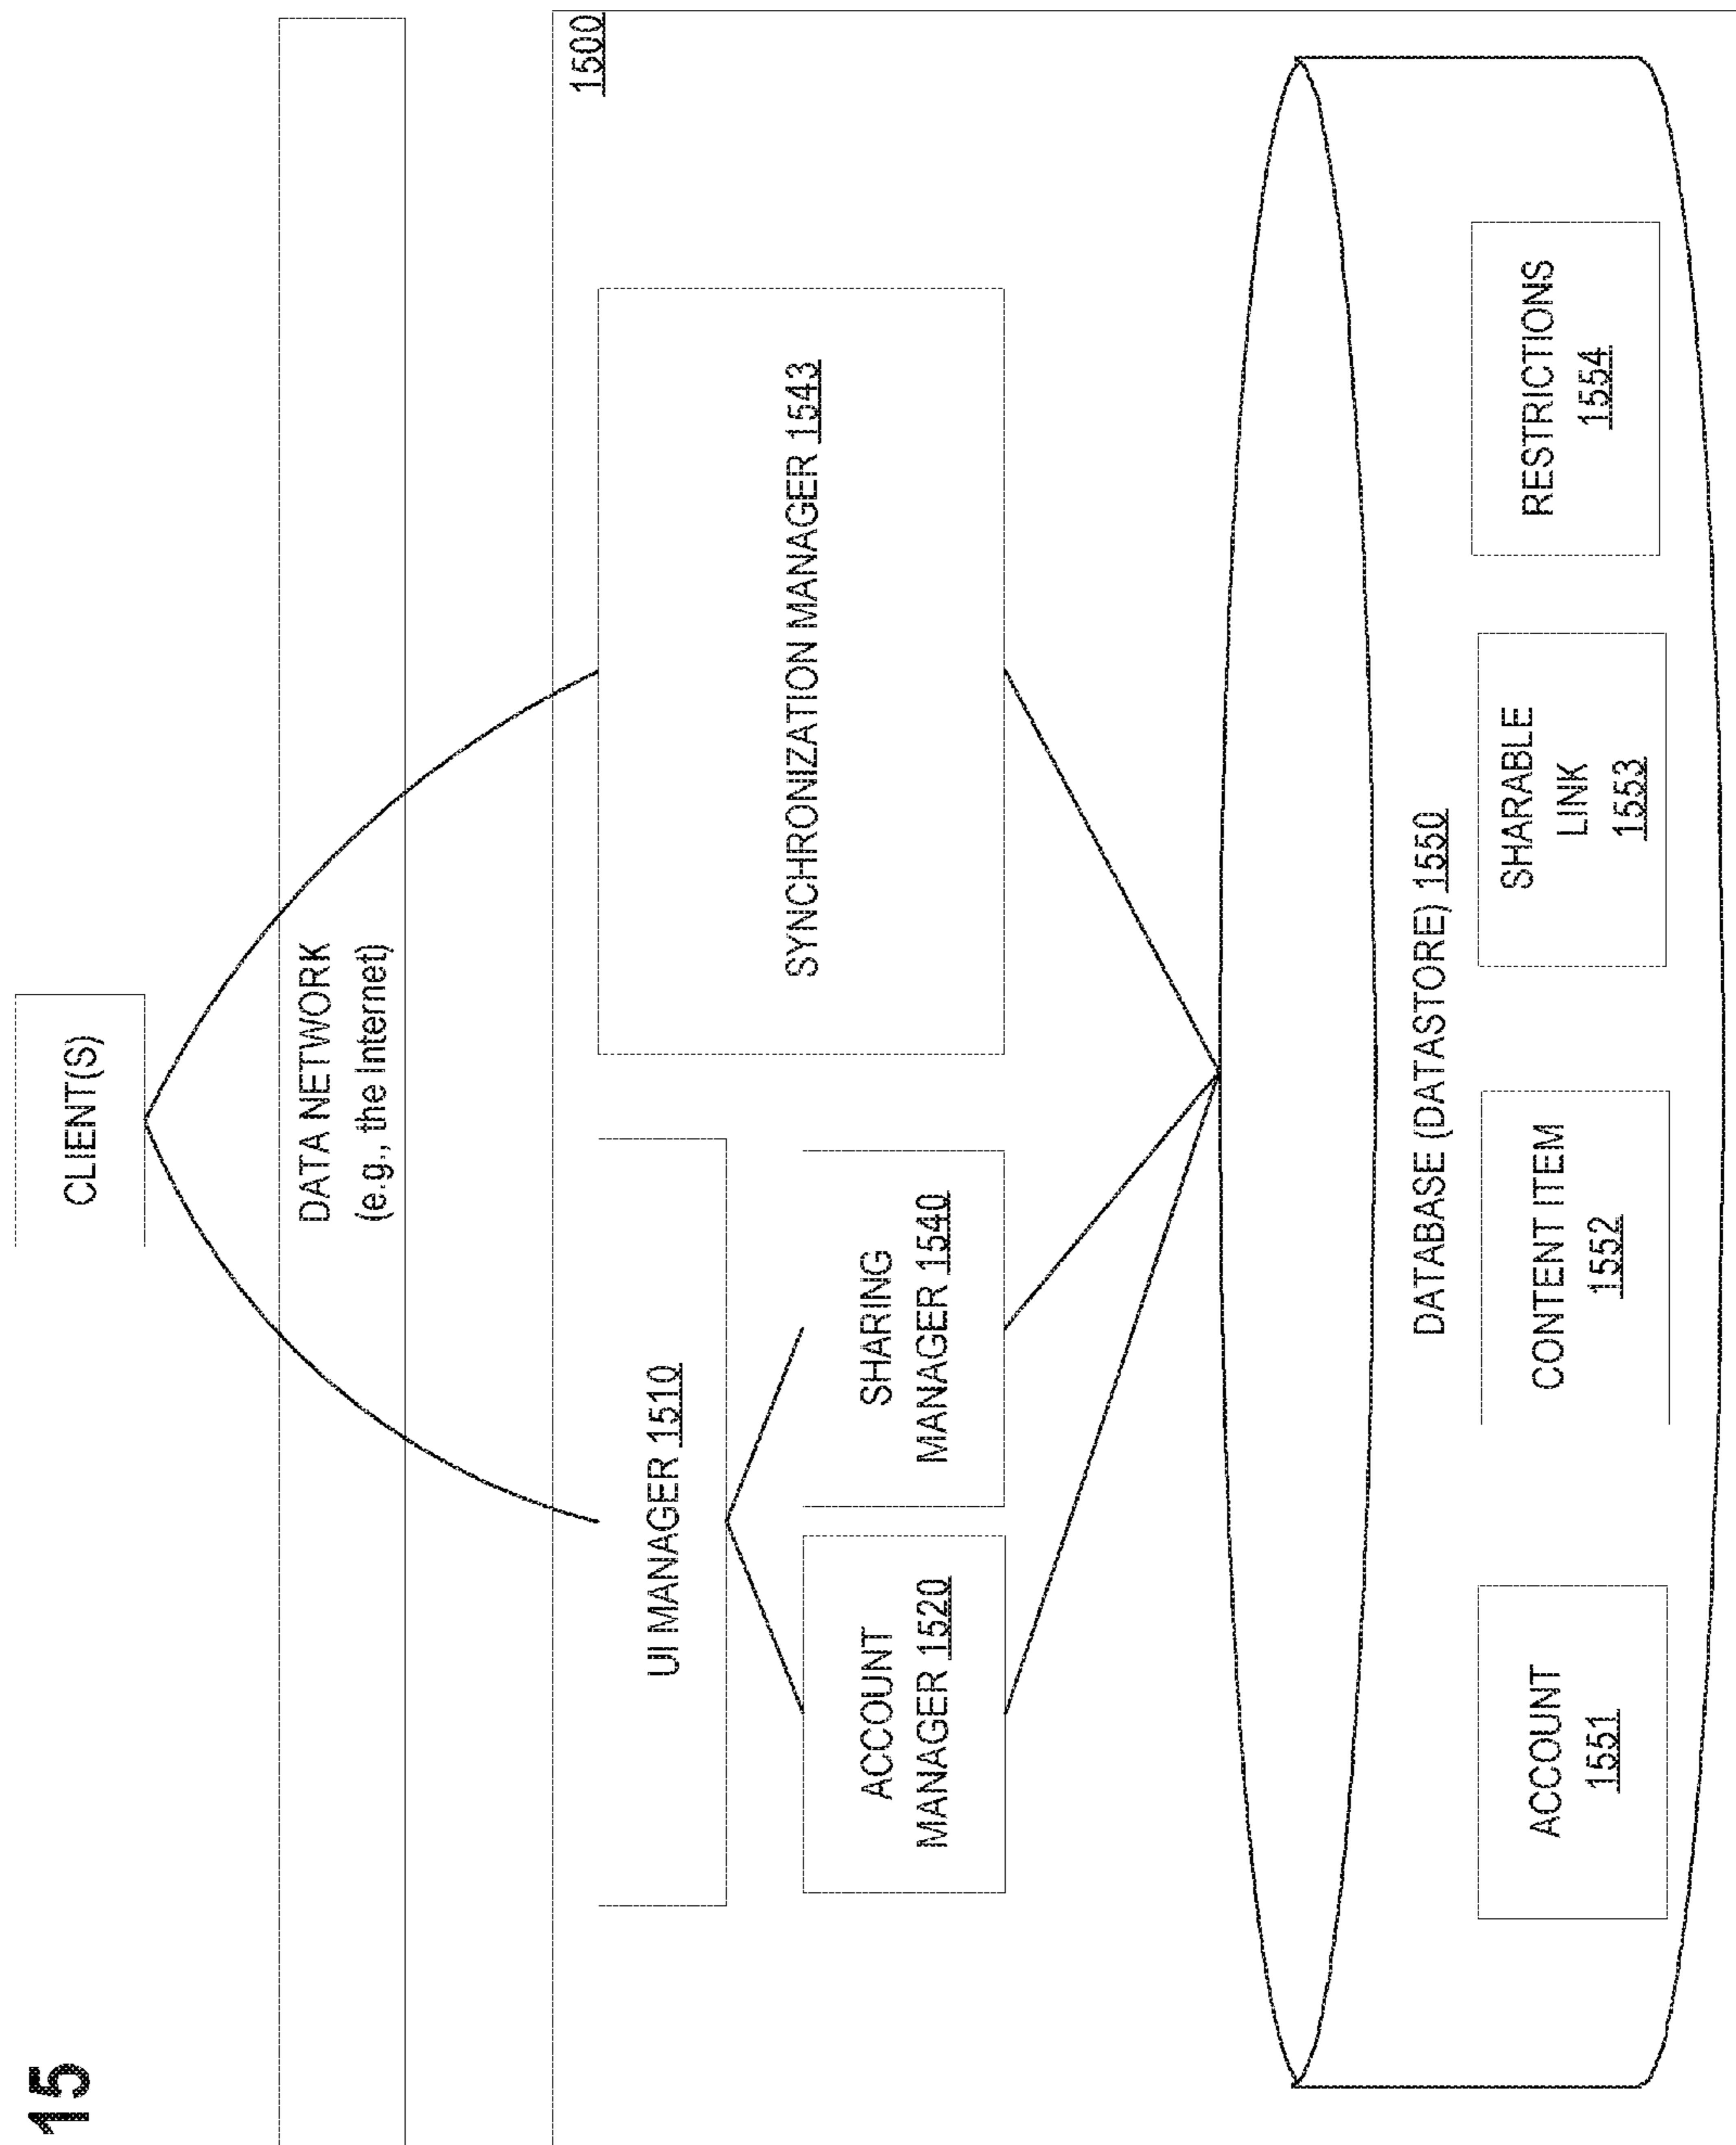 15
CLIENT(S)
DATA NETWORK
(e.g., the Internet)
1500
UI MANAGER 1510
SYNCHRONIZATION MANAGER 1543
ACCOUNT
MANAGER 1520
SHARING
MANAGER 1540
DATABASE (DATASTORE) 1550
ACCOUNT
1551
CONTENT ITEM
1552
SHARABLE
LINK
1553
RESTRICTIONS
1554